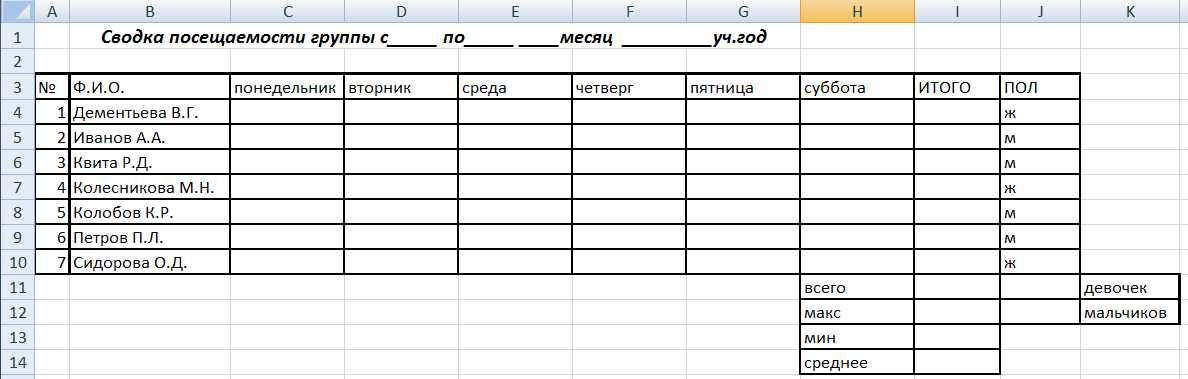 A B C D E F G H I J K
1 Сводка посещаемости группы с_____ по_____ ____месяц _________уч.год
2
3 № Ф.И.О. понедельник вторник среда четверг пятница суббота ИТОГО ПОЛ
4 1 Дементьева В.Г. ж
5 2 Иванов А.А. м
6 3 Квита Р.Д. м
7 4 Колесникова М.Н. ж
8 5 Колобов К.Р. м
9 6 Петров П.Л. м
10 7 Сидорова О.Д. ж
11 всего девочек
12 макс мальчиков
13 мин
14 среднее